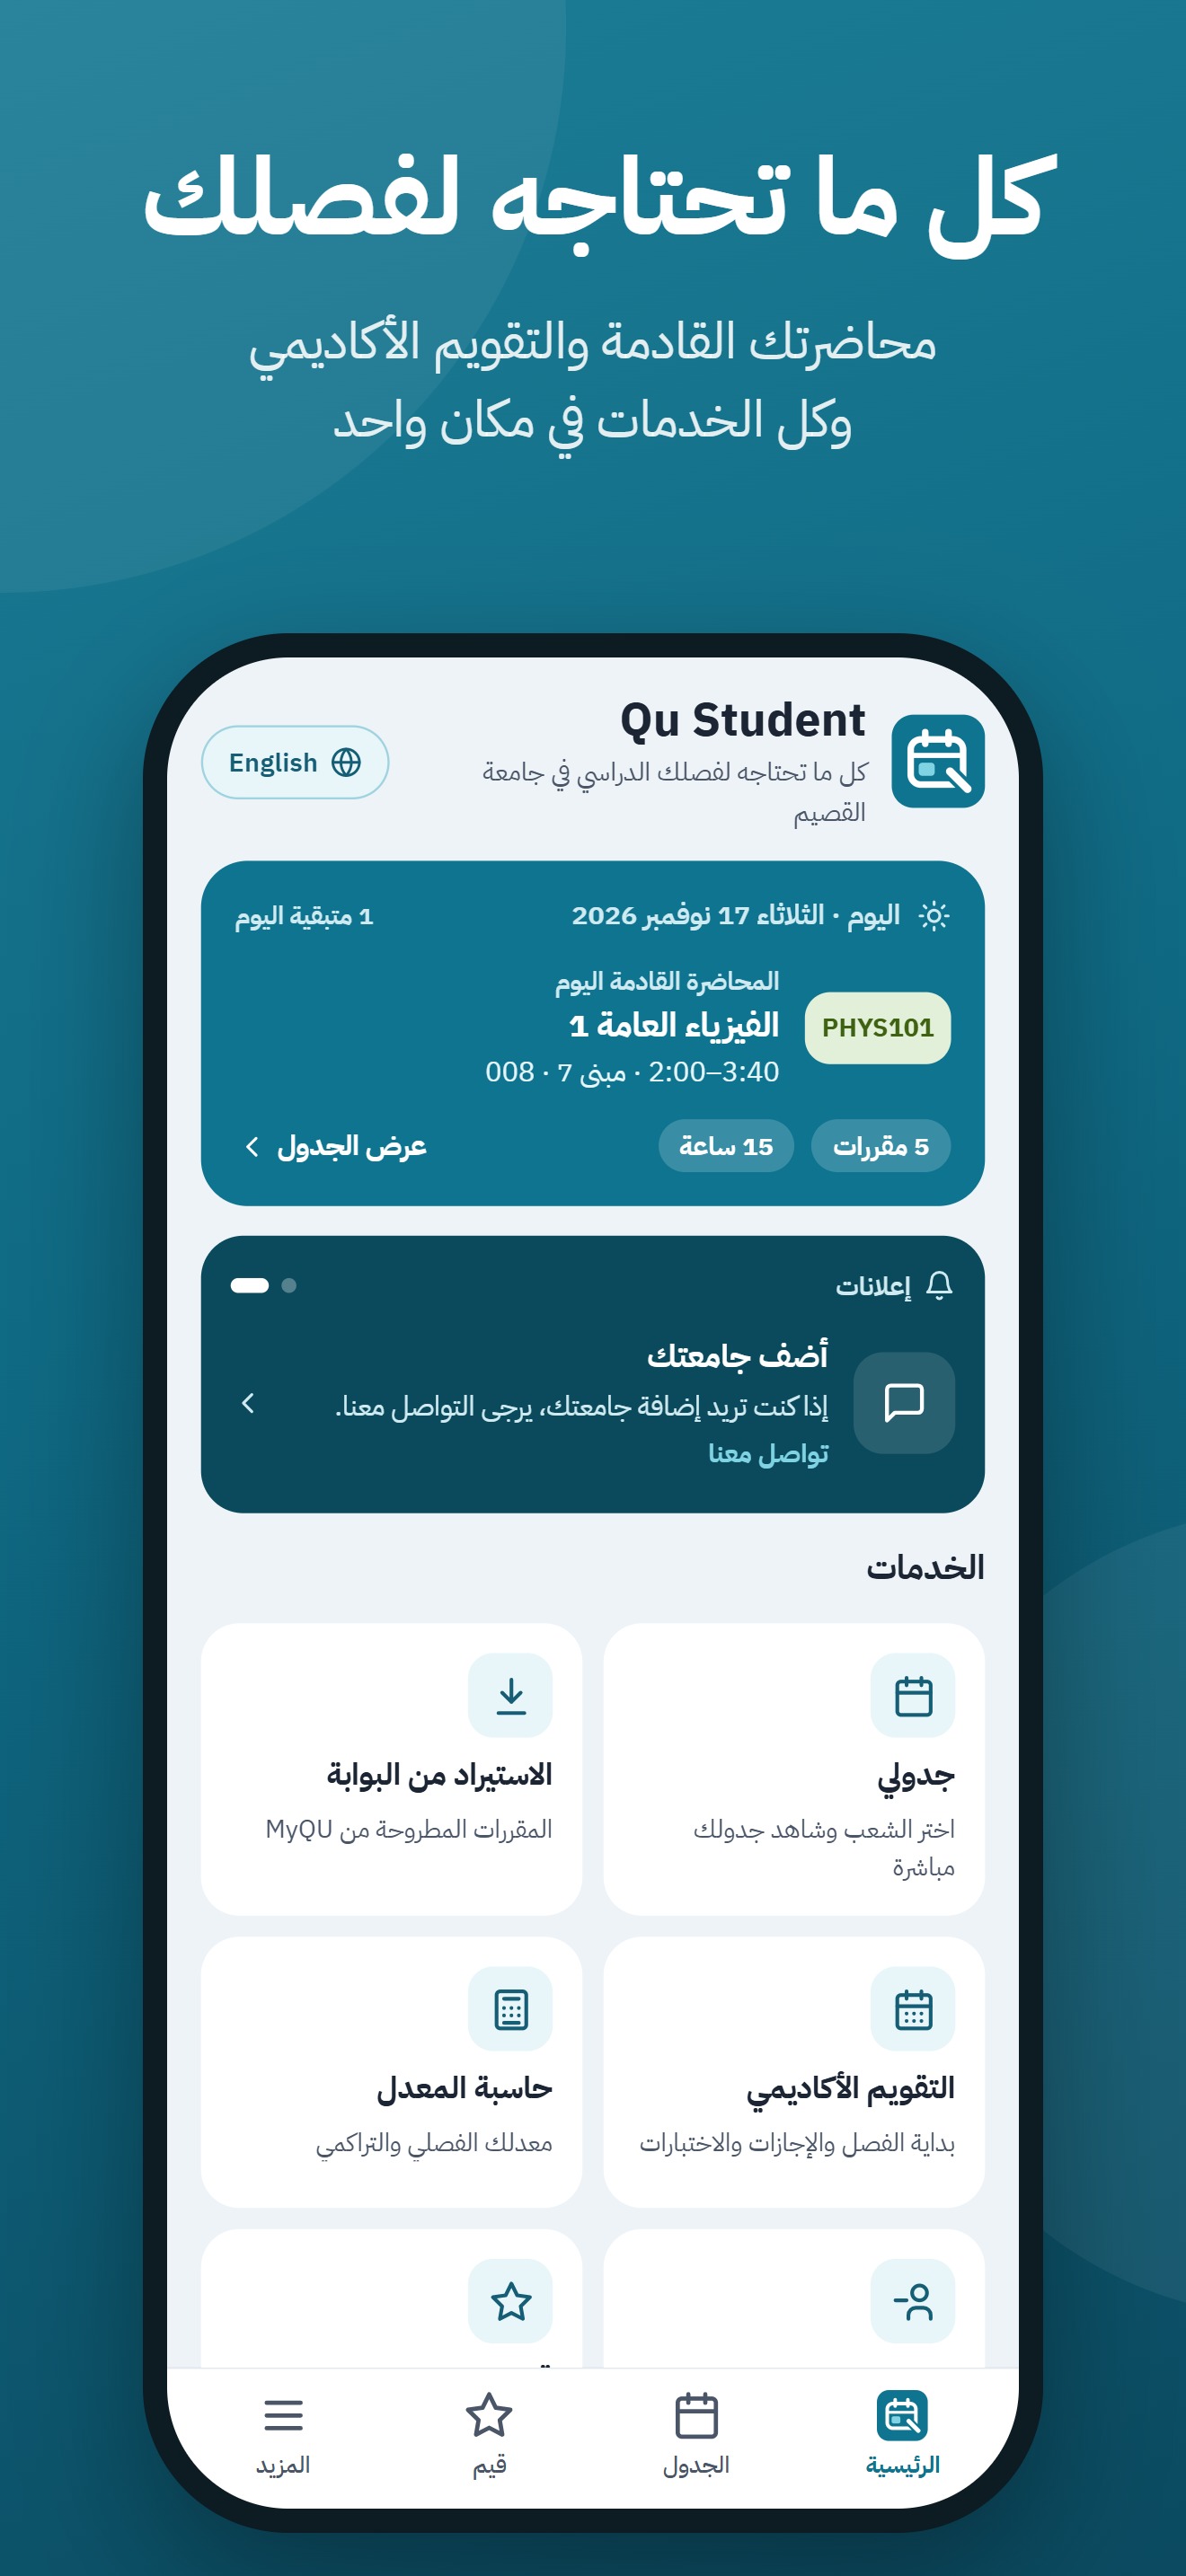 كل ما تحتاجه لفصلك
محاضرتك القادمة والتقويم الأكاديمي
وكل الخدمات في مكان واحد
Qu Student
كل ما تحتاجه لفصلك الدراسي في جامعة
القصيم
English
اليوم · الثلاثاء 17 نوفمبر 2026
1 متبقية اليوم
المحاضرة القادمة اليوم
PHYS101
الفيزياء العامة 1
2:00–3:40 · مبنى 7 · 008
5 مقررات
15 ساعة
عرض الجدول
إعلانات
أضف جامعتك
إذا كنت تريد إضافة جامعتك، يرجى التواصل معنا.
تواصل معنا
الخدمات
جدولي
اختر الشعب وشاهد جدولك
مباشرة
الاستيراد من البوابة
المقررات المطروحة من MyQU
التقويم الأكاديمي
بداية الفصل والإجازات والاختبارات
حاسبة المعدل
معدلك الفصلي والتراكمي
الرئيسية
الجدول
قيم
المزيد